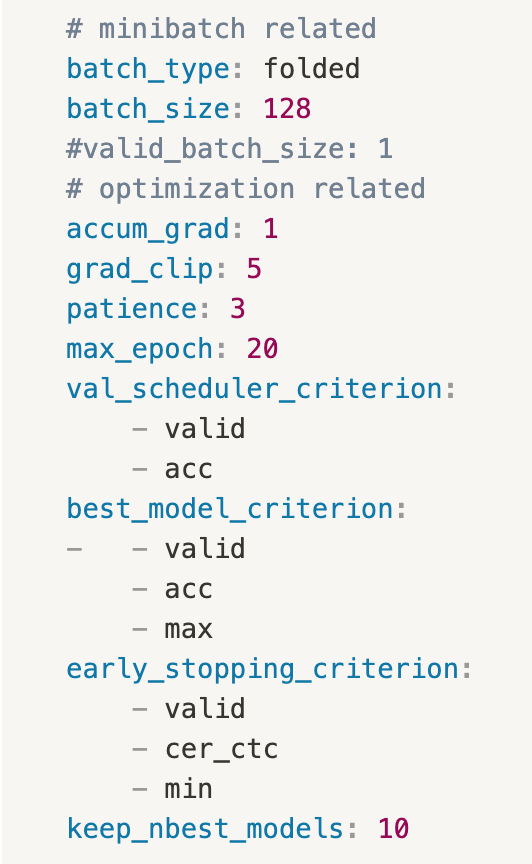 # minibatch related
batch_type: folded
batch_size: 128
#valid_batch_size: 1
# optimization related
accum_grad: 1
grad_clip: 5
patience: 3
max_epoch: 20
val_scheduler_criterion:
    - valid
    - acc
best_model_criterion:
-   - valid
    - acc
    - max
early_stopping_criterion:
    - valid
    - cer_ctc
    - min
keep_nbest_models: 10